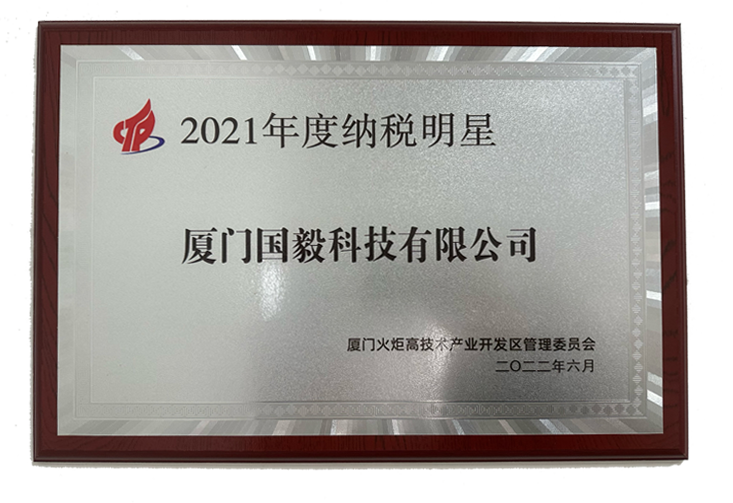 2021年度纳税明星
厦门国毅科技有限公司
厦门火炬高技术产业开发区管理委员会
二〇二二年六月